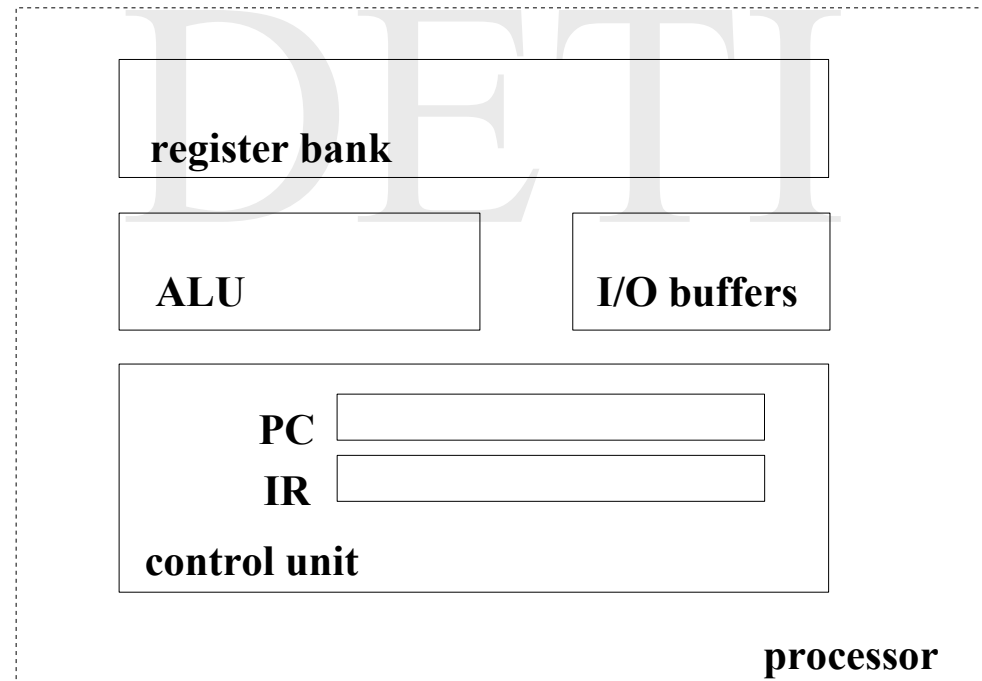 DETI
register bank
ALU
I/O buffers
PC
IR
control unit
processor